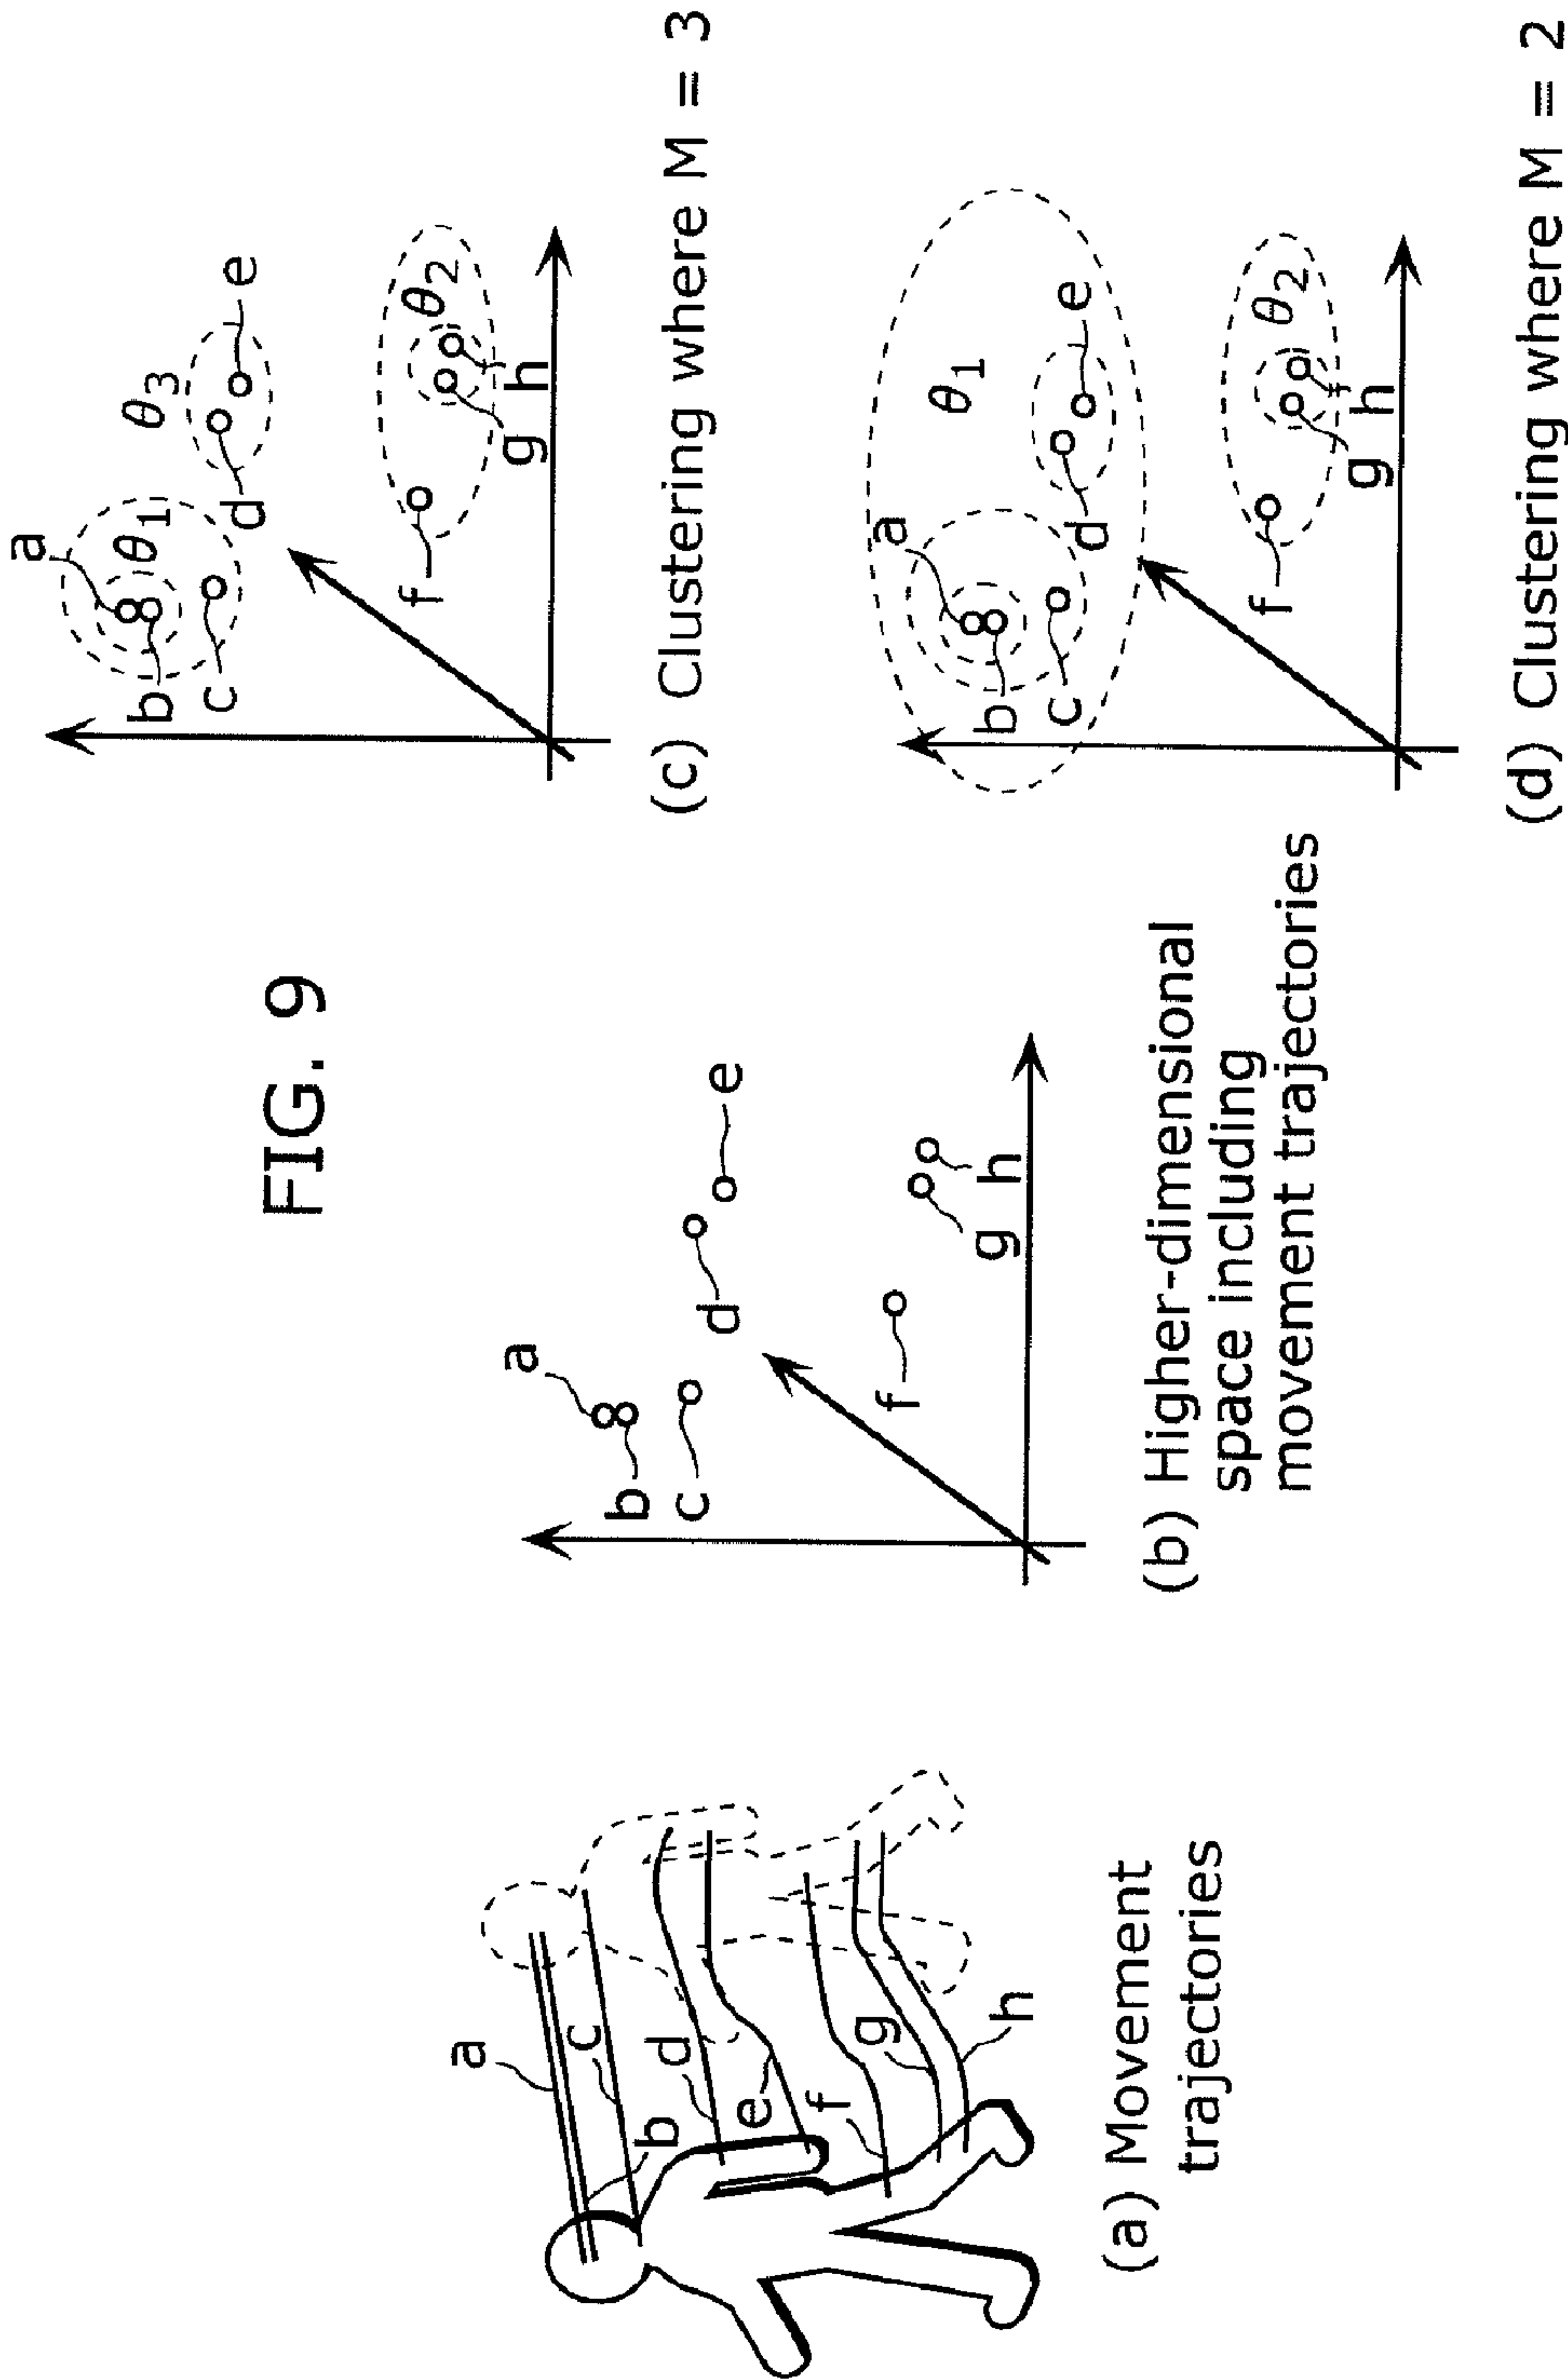 FIG. 9
a
c
b
d
e
f
g
h
(a) Movement
trajectories
a
b
c
d
e
f
g
h
(b) Higher-dimensional
space including
movement trajectories
a
θ1
θ3
b
c
d
e
θ2
f
g
h
(c) Clustering where M = 3
a
θ1
b
c
d
e
θ2
f
g
h
(d) Clustering where M = 2